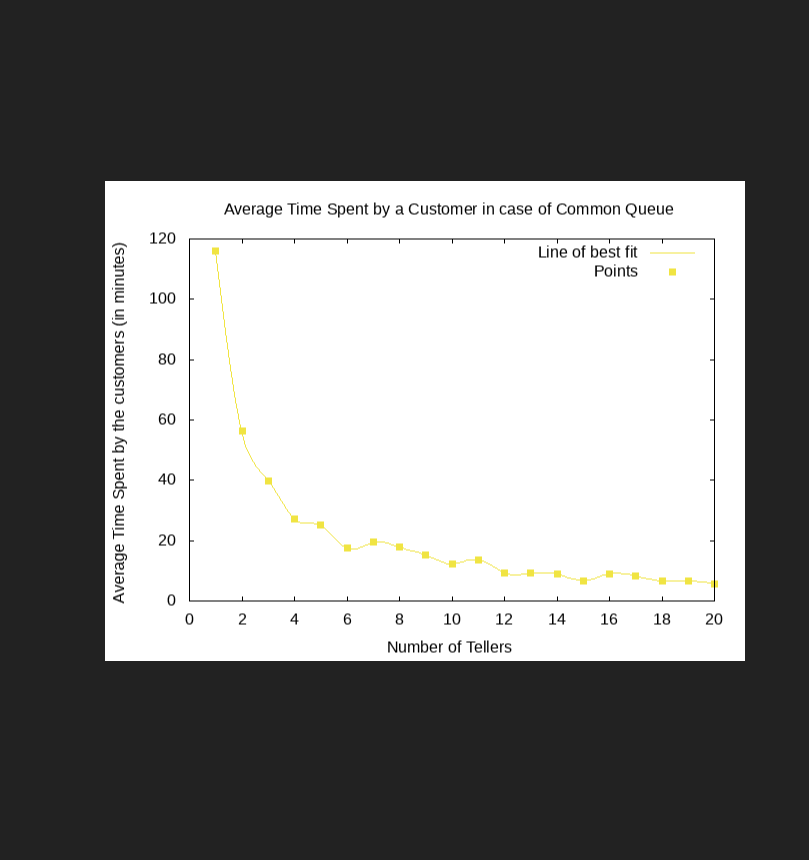 Average Time Spent by a Customer in case of Common Queue
Line of best fit
Points
Average Time Spent by the customers (in minutes)
120
100
80
60
40
20
0
0 2 4 6 8 10 12 14 16 18 20
Number of Tellers